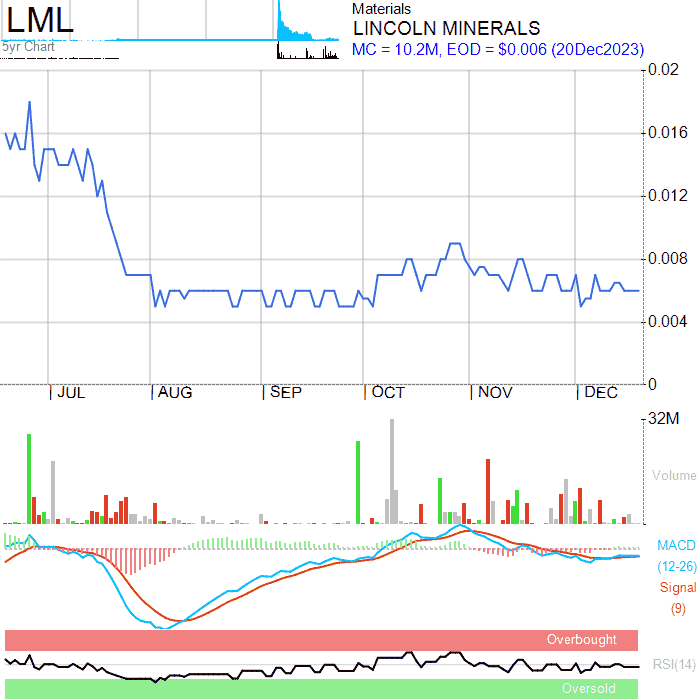 LML
5yr Chart
Materials
LINCOLN MINERALS
MC = 10.2M, EOD = $0.006 (20Dec2023)
0.02
0.016
0.012
0.008
0.004
0
JUL AUG SEP OCT NOV DEC
32M
Volume
MACD
(12-26)
Signal
(9)
Overbought
RSI(14)
Oversold